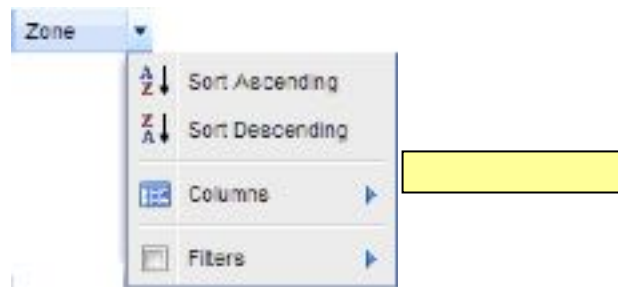 Zone
Sort Ascending
Sort Descending
Columns
Filters